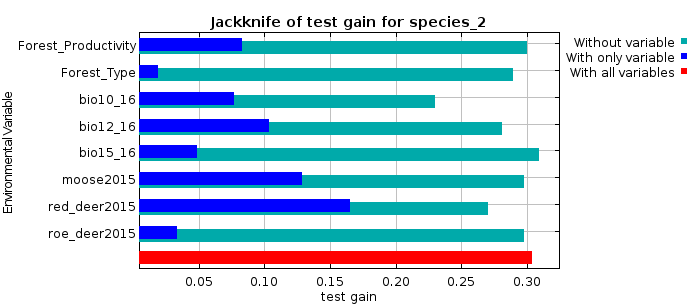 Jackknife of test gain for species_2
Environmental Variable
Forest_Productivity
Forest_Type
bio10_16
bio12_16
bio15_16
moose2015
red_deer2015
roe_deer2015
Without variable
With only variable
With all variables
0.05 0.10 0.15 0.20 0.25 0.30
test gain